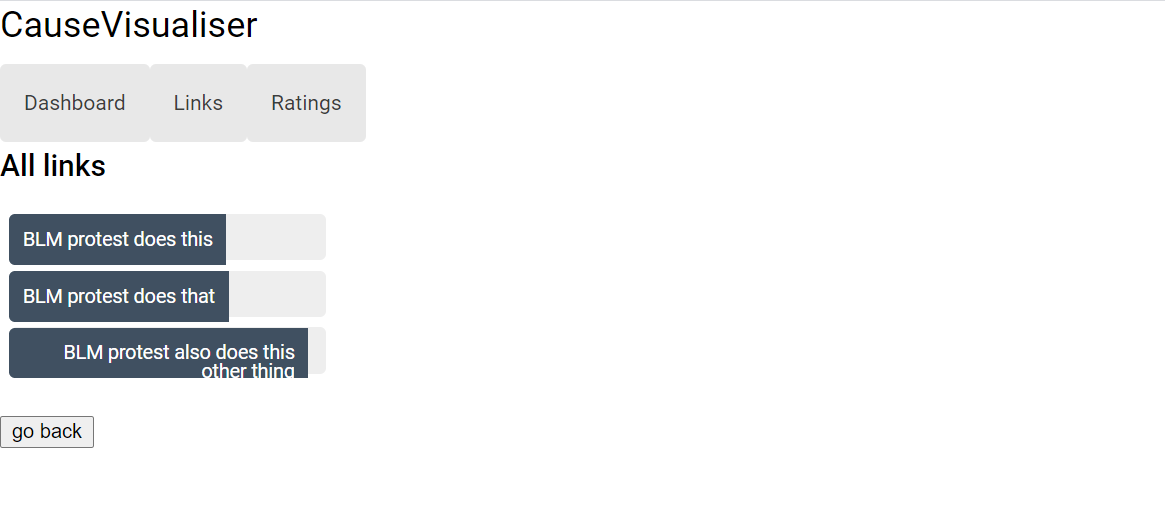 CauseVisualiser
Dashboard Links Ratings
All links
BLM protest does this
BLM protest does that
BLM protest also does this
other thing
go back